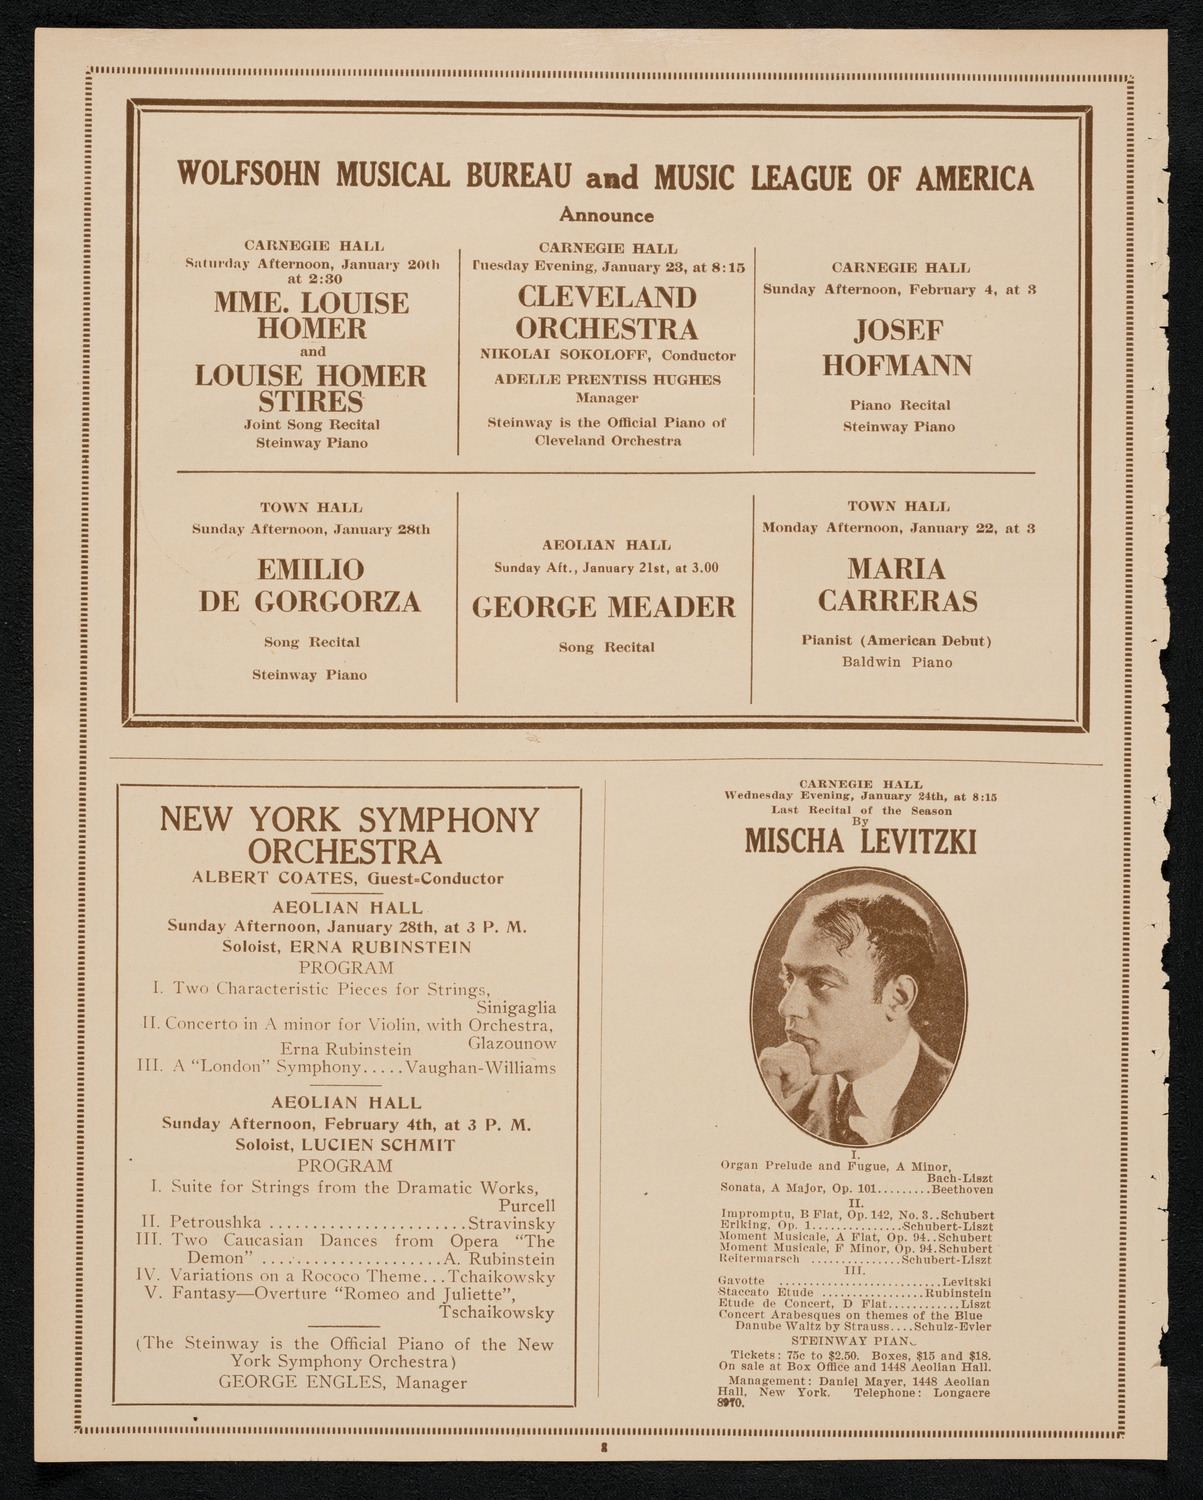 WOLFSOHN MUSICAL BUREAU and MUSIC LEAGUE OF AMERICA
Announce
CARNEGIE HALL
Saturday Afternoon, January 20th
at 2:30
MME. LOUISE
HOMER
and
LOUISE HOMER
STIRES
Joint Song Recital
Steinway Piano
CARNEGIE HALL
Tuesday Evening, January 23, at 8:15
CLEVELAND
ORCHESTRA
NIKOLAI SOKOLOFF, Conductor
ADELLE PRENTISS HUGHES
Manager
Steinway is the Official Piano of
Cleveland Orchestra
CARNEGIE HALL
Sunday Afternoon, February 4, at 3
JOSEF
HOFMANN
Piano Recital
Steinway Piano
TOWN HALL
Sunday Afternoon, January 28th
EMILIO
DE GORGORZA
Song Recital
Steinway Piano
AEOLIAN HALL
Sunday Aft., January 21st, at 3.00
GEORGE MEADER
Song Recital
TOWN HALL
Monday Afternoon, January 22, at 3
MARIA
CARRERAS
Pianist (American Debut)
Baldwin Piano
NEW YORK SYMPHONY
ORCHESTRA
ALBERT COATES, Guest-Conductor
AEOLIAN HALL
Sunday Afternoon, January 28th, at 3 P. M.
Soloist, ERNA RUBINSTEIN
PROGRAM
I. Two Characteristic Pieces for Strings,
Sinigaglia
II. Concerto in A minor for Violin, with Orchestra,
Erna Rubinstein Glazounow
III. A "London" Symphony.....Vaughan-Williams
AEOLIAN HALL
Sunday Afternoon, February 4th, at 3 P. M.
Soloist, LUCIEN SCHMIT
PROGRAM
I. Suite for Strings from the Dramatic Works,
Purcell
II. Petroushka .......................Stravinsky
III. Two Caucasian Dances from Opera "The
Demon" .....................A. Rubinstein
IV. Variations on a Rococo Theme...Tchaikowsky
V. Fantasy—Overture "Romeo and Juliette",
Tschaikowsky
(The Steinway is the Official Piano of the New
York Symphony Orchestra)
GEORGE ENGLES, Manager
CARNEGIE HALL
Wednesday Evening, January 24th, at 8:15
Last Recital of the Season
By
MISCHA LEVITZKI
I.
Organ Prelude and Fugue, A Minor,
Bach-Liszt
Sonata, A Major, Op. 101.........Beethoven
II.
Impromptu, B Flat, Op. 142, No. 3..Schubert
Erlking, Op. 1...............Schubert-Liszt
Moment Musicale, A Flat, Op. 94..Schubert
Moment Musicale, F Minor, Op. 94.Schubert
Reitermarsch ...............Schubert-Liszt
III.
Gavotte ...........................Levitski
Staccato Etude .................Rubinstein
Etude de Concert, D Flat............Liszt
Concert Arabesques on themes of the Blue
Danube Waltz by Strauss....Schulz-Evler
STEINWAY PIAN
Tickets: 75c to $2.50. Boxes, $15 and $18.
On sale at Box Office and 1448 Aeolian Hall.
Management: Daniel Mayer, 1448 Aeolian
Hall, New York. Telephone: Longacre
8970.
8